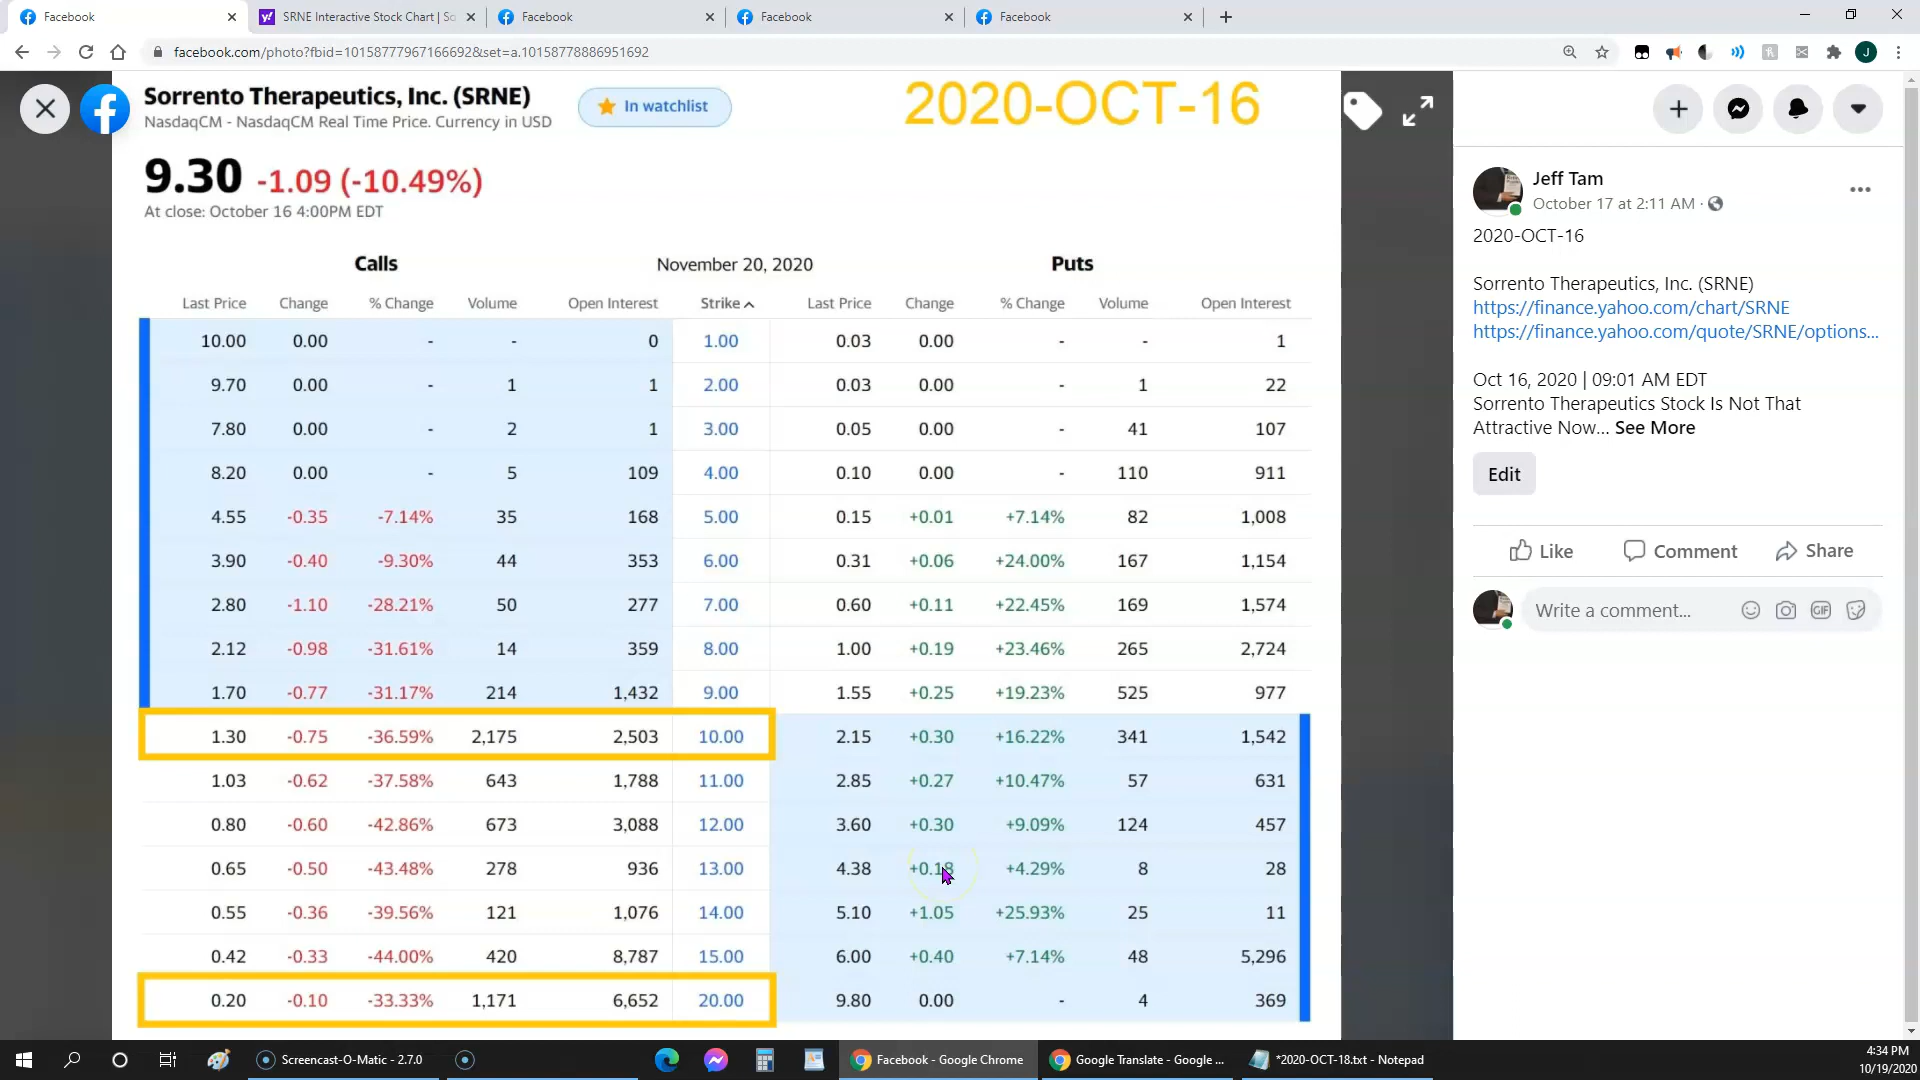 Facebook
SRNE Interactive Stock Chart | So
Facebook
Facebook
Facebook
facebook.com/photo?fbid=10158777967166692&set=a.10158778886951692
Sorrento Therapeutics, Inc. (SRNE)
In watchlist
2020-OCT-16
NasdaqCM - NasdaqCM Real Time Price. Currency in USD
9.30 -1.09 (-10.49%)
At close: October 16 4:00PM EDT
Calls November 20, 2020 Puts
Last Price Change % Change Volume Open Interest Strike Last Price Change % Change Volume Open Interest
10.00 0.00 - - 0 1.00 0.03 0.00 - - 1
9.70 0.00 - 1 1 2.00 0.03 0.00 - 1 22
7.80 0.00 - 2 1 3.00 0.05 0.00 - 41 107
8.20 0.00 - 5 109 4.00 0.10 0.00 - 110 911
4.55 -0.35 -7.14% 35 168 5.00 0.15 +0.01 +7.14% 82 1,008
3.90 -0.40 -9.30% 44 353 6.00 0.31 +0.06 +24.00% 167 1,154
2.80 -1.10 -28.21% 50 277 7.00 0.60 +0.11 +22.45% 169 1,574
2.12 -0.98 -31.61% 14 359 8.00 1.00 +0.19 +23.46% 265 2,724
1.70 -0.77 -31.17% 214 1,432 9.00 1.55 +0.25 +19.23% 525 977
1.30 -0.75 -36.59% 2,175 2,503 10.00 2.15 +0.30 +16.22% 341 1,542
1.03 -0.62 -37.58% 643 1,788 11.00 2.85 +0.27 +10.47% 57 631
0.80 -0.60 -42.86% 673 3,088 12.00 3.60 +0.30 +9.09% 124 457
0.65 -0.50 -43.48% 278 936 13.00 4.38 +0.18 +4.29% 8 28
0.55 -0.36 -39.56% 121 1,076 14.00 5.10 +1.05 +25.93% 25 11
0.42 -0.33 -44.00% 420 8,787 15.00 6.00 +0.40 +7.14% 48 5,296
0.20 -0.10 -33.33% 1,171 6,652 20.00 9.80 0.00 - 4 369
Jeff Tam
October 17 at 2:11 AM ·
2020-OCT-16
Sorrento Therapeutics, Inc. (SRNE)
https://finance.yahoo.com/chart/SRNE
https://finance.yahoo.com/quote/SRNE/options...
Oct 16, 2020 | 09:01 AM EDT
Sorrento Therapeutics Stock Is Not That
Attractive Now... See More
Edit
Like Comment Share
Write a comment...
GIF
Screencast-O-Matic - 2.7.0
Facebook - Google Chrome
Google Translate - Google ...
*2020-OCT-18.txt - Notepad
4:34 PM
10/19/2020